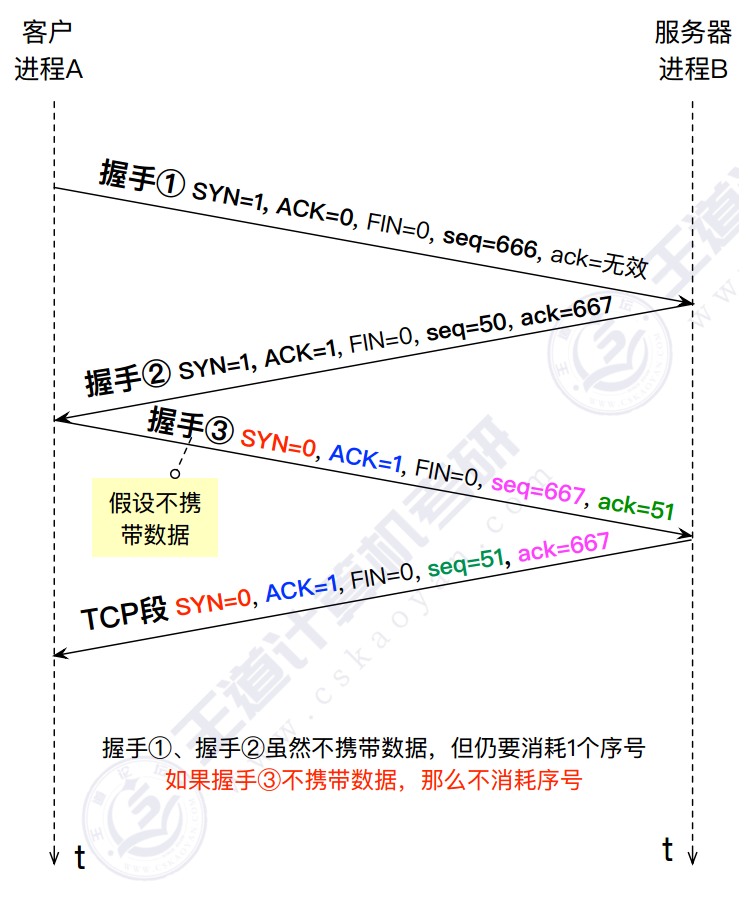 客户
进程A
服务器
进程B
握手① SYN=1, ACK=0, FIN=0, seq=666, ack=无效
握手② SYN=1, ACK=1, FIN=0, seq=50, ack=667
握手③ SYN=0, ACK=1, FIN=0, seq=667, ack=51
假设不携
带数据
TCP段 SYN=0, ACK=1, FIN=0, seq=51, ack=667
握手①、握手②虽然不携带数据，但仍要消耗1个序号
如果握手③不携带数据，那么不消耗序号
t
t
王道计算机考研
www.cskaoyan.com